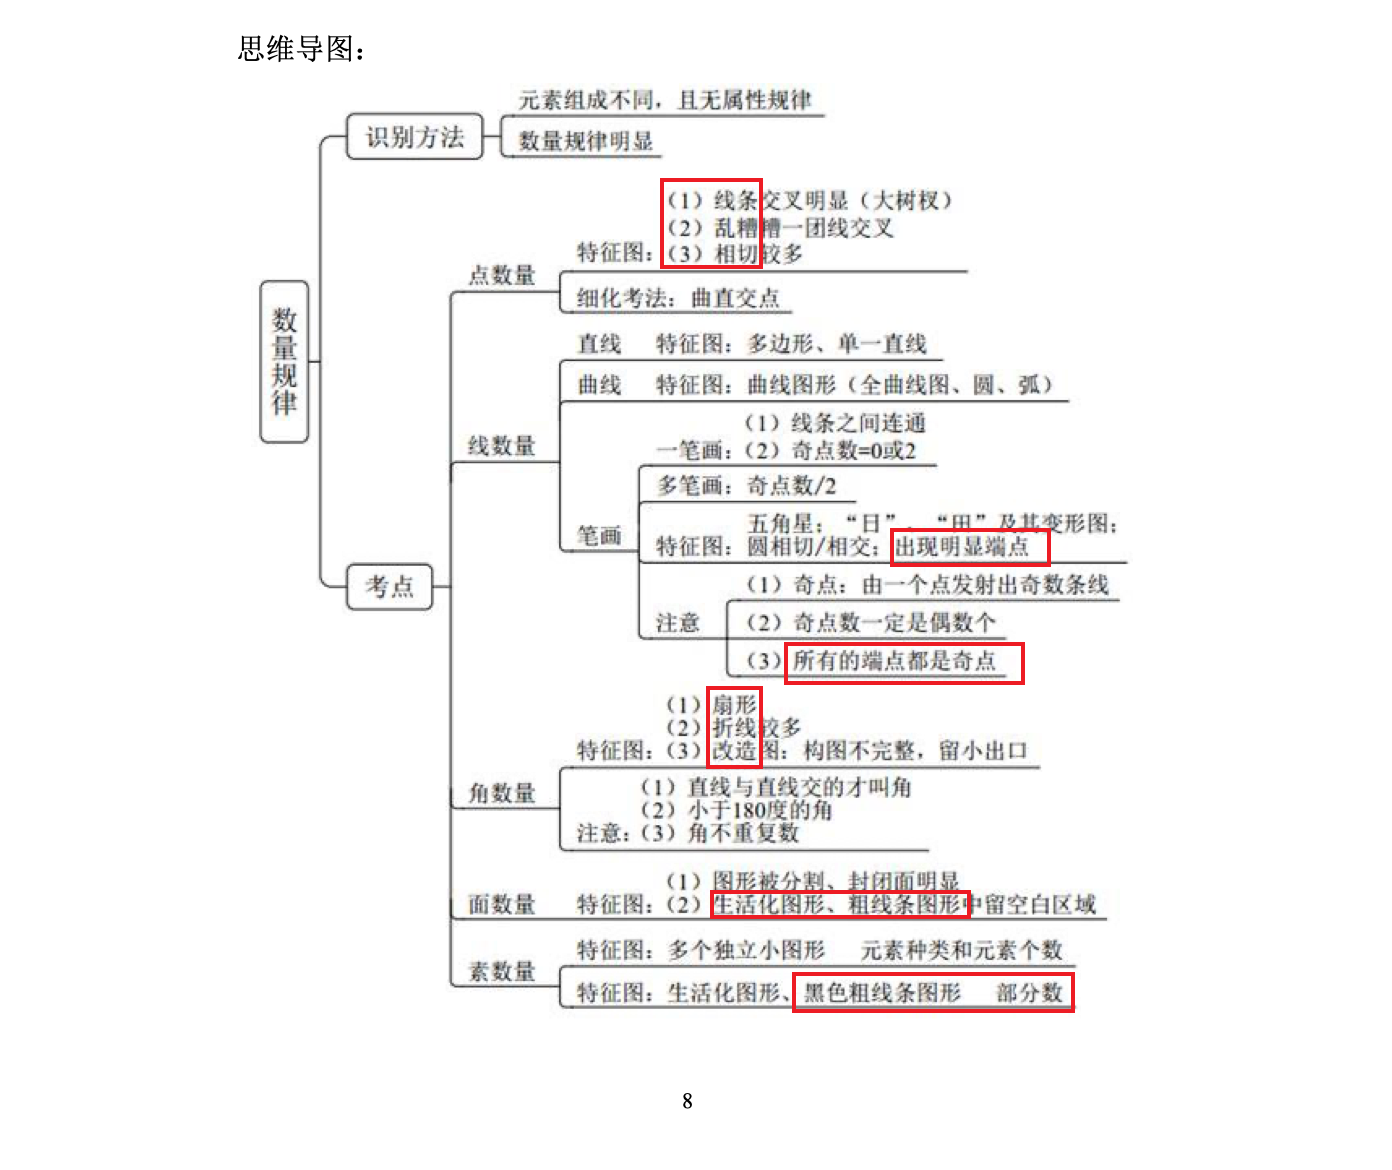 思维导图：
元素组成不同，且无属性规律
识别方法
数量规律明显
（1）线条交叉明显（大树杈）
（2）乱糟糟一团线交叉
特征图：（3）相切较多
点数量
细化考法：曲直交点
数量规律
直线 特征图：多边形、单一直线
曲线 特征图：曲线图形（全曲线图、圆、弧）
（1）线条之间连通
线数量
一笔画：（2）奇点数=0或2
多笔画：奇点数/2
五角星；“日”、“田”及其变形图；
笔画
特征图：圆相切/相交；出现明显端点
考点
（1）奇点：由一个点发射出奇数条线
注意
（2）奇点数一定是偶数个
（3）所有的端点都是奇点
（1）扇形
（2）折线较多
特征图：（3）改造图：构图不完整，留小出口
角数量
（1）直线与直线交的才叫角
（2）小于180度的角
注意：（3）角不重复数
（1）图形被分割、封闭面明显
面数量
特征图：（2）生活化图形、粗线条图形中留空白区域
特征图：多个独立小图形 元素种类和元素个数
素数量
特征图：生活化图形、黑色粗线条图形 部分数
8